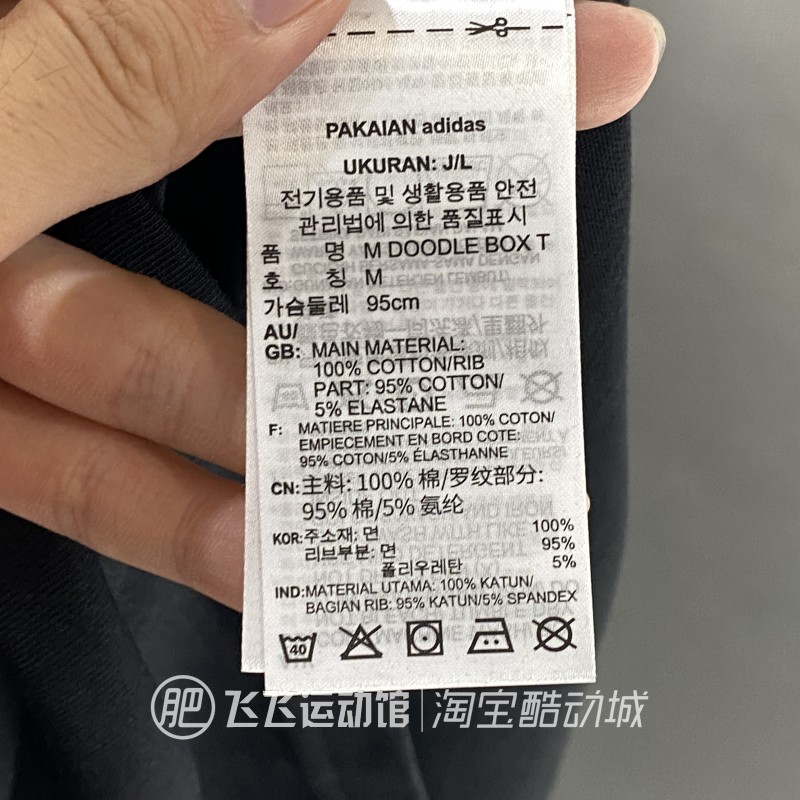 PAKAIAN adidas
UKURAN: J/L
전기용품 및 생활용품 안전
관리법에 의한 품질표시
품 명 M DOODLE BOX T
호 칭 M
가슴둘레 95cm
AU/
GB: MAIN MATERIAL:
100% COTTON/RIB
PART: 95% COTTON/
5% ELASTANE
F: MATIERE PRINCIPALE: 100% COTON/
EMPIECEMENT EN BORD COTE:
95% COTON/5% ÉLASTHANNE
CN: 主料: 100% 棉/罗纹部分:
95% 棉/5% 氨纶
KOR: 주소재: 면 100%
리브부분: 면 95%
폴리우레탄 5%
IND: MATERIAL UTAMA: 100% KATUN/
BAGIAN RIB: 95% KATUN/5% SPANDEX
40
肥 飞飞运动馆 | 淘宝酷动城